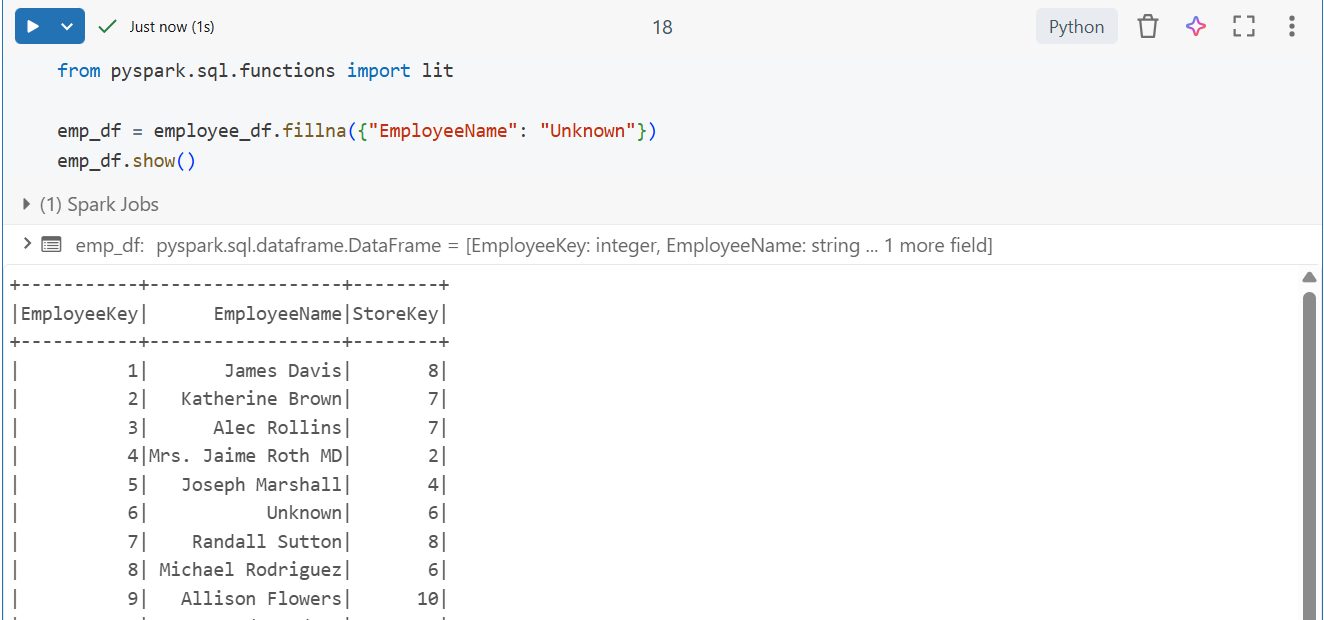 Just now (1s)
18
Python
from pyspark.sql.functions import lit
emp_df = employee_df.fillna({"EmployeeName": "Unknown"})
emp_df.show()
(1) Spark Jobs
emp_df: pyspark.sql.dataframe.DataFrame = [EmployeeKey: integer, EmployeeName: string ... 1 more field]
+-----------+------------------+--------+
|EmployeeKey|      EmployeeName|StoreKey|
+-----------+------------------+--------+
|          1|       James Davis|       8|
|          2|   Katherine Brown|       7|
|          3|      Alec Rollins|       7|
|          4|Mrs. Jaime Roth MD|       2|
|          5|   Joseph Marshall|       4|
|          6|           Unknown|       6|
|          7|    Randall Sutton|       8|
|          8| Michael Rodriguez|       6|
|          9|   Allison Flowers|      10|